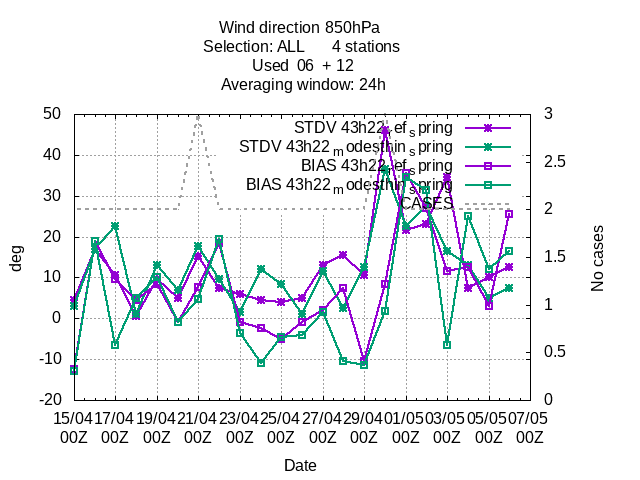 Wind direction 850hPa
Selection: ALL 4 stations
Used 06 + 12
Averaging window: 24h
50 40 30 20 10 0 -10 -20
deg
3 2.5 2 1.5 1 0.5 0
No cases
STDV 43h22_ref_spring
STDV 43h22_modesthin_spring
BIAS 43h22_ref_spring
BIAS 43h22_modesthin_spring
CASES
15/04 17/04 19/04 21/04 23/04 25/04 27/04 29/04 01/05 03/05 05/05 07/05
00Z 00Z 00Z 00Z 00Z 00Z 00Z 00Z 00Z 00Z 00Z 00Z
Date